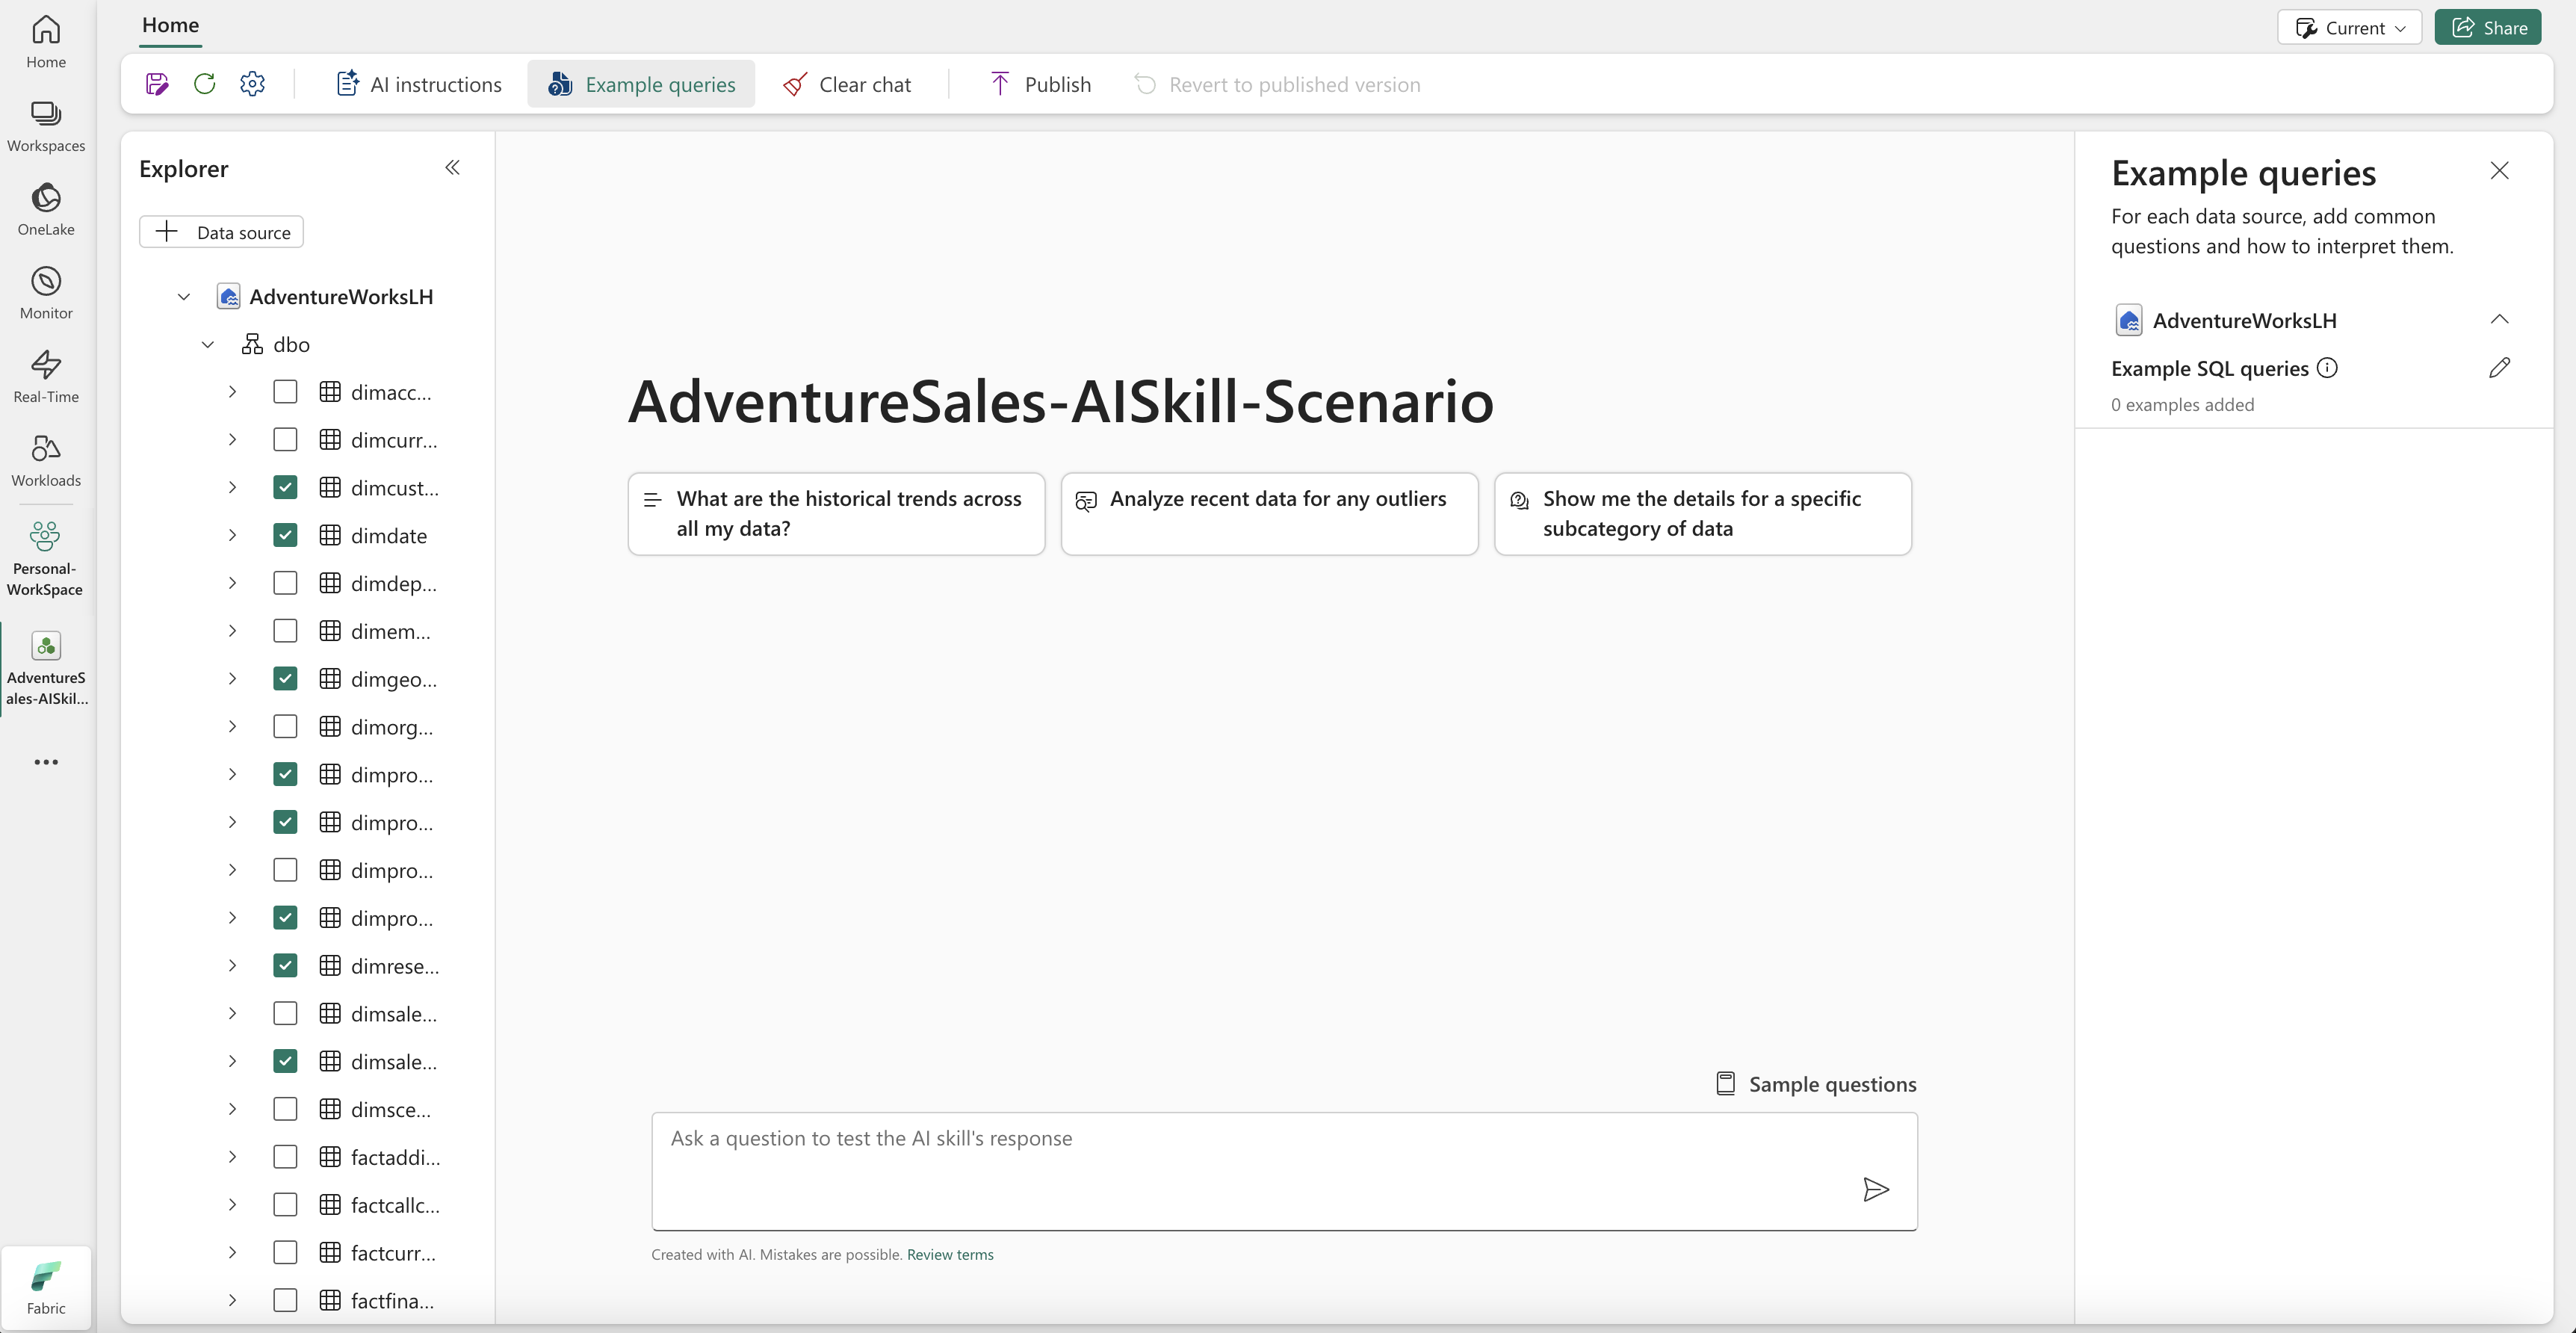 Home
Workspaces
OneLake
Monitor
Real-Time
Workloads
Personal-
WorkSpace
AdventureS
ales-AISkil...
Fabric
Home
Current
Share
AI instructions
Example queries
Clear chat
Publish
Revert to published version
Explorer
Data source
AdventureWorksLH
dbo
dimacc...
dimcurr...
dimcust...
dimdate
dimdep...
dimem...
dimgeo...
dimorg...
dimpro...
dimpro...
dimpro...
dimpro...
dimrese...
dimsale...
dimsale...
dimsce...
factaddi...
factcallc...
factcurr...
factfina...
AdventureSales-AISkill-Scenario
What are the historical trends across
all my data?
Analyze recent data for any outliers
Show me the details for a specific
subcategory of data
Sample questions
Ask a question to test the AI skill's response
Created with AI. Mistakes are possible. Review terms
Example queries
For each data source, add common
questions and how to interpret them.
AdventureWorksLH
Example SQL queries
0 examples added